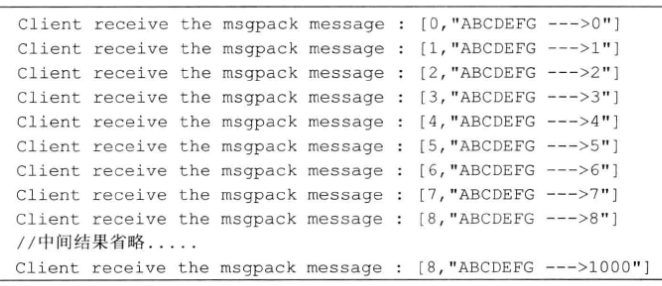 Client receive the msgpack message : [0,"ABCDEFG --->0"]
Client receive the msgpack message : [1,"ABCDEFG --->1"]
Client receive the msgpack message : [2,"ABCDEFG --->2"]
Client receive the msgpack message : [3,"ABCDEFG --->3"]
Client receive the msgpack message : [4,"ABCDEFG --->4"]
Client receive the msgpack message : [5,"ABCDEFG --->5"]
Client receive the msgpack message : [6,"ABCDEFG --->6"]
Client receive the msgpack message : [7,"ABCDEFG --->7"]
Client receive the msgpack message : [8,"ABCDEFG --->8"]
//中间结果省略.....
Client receive the msgpack message : [8,"ABCDEFG --->1000"]